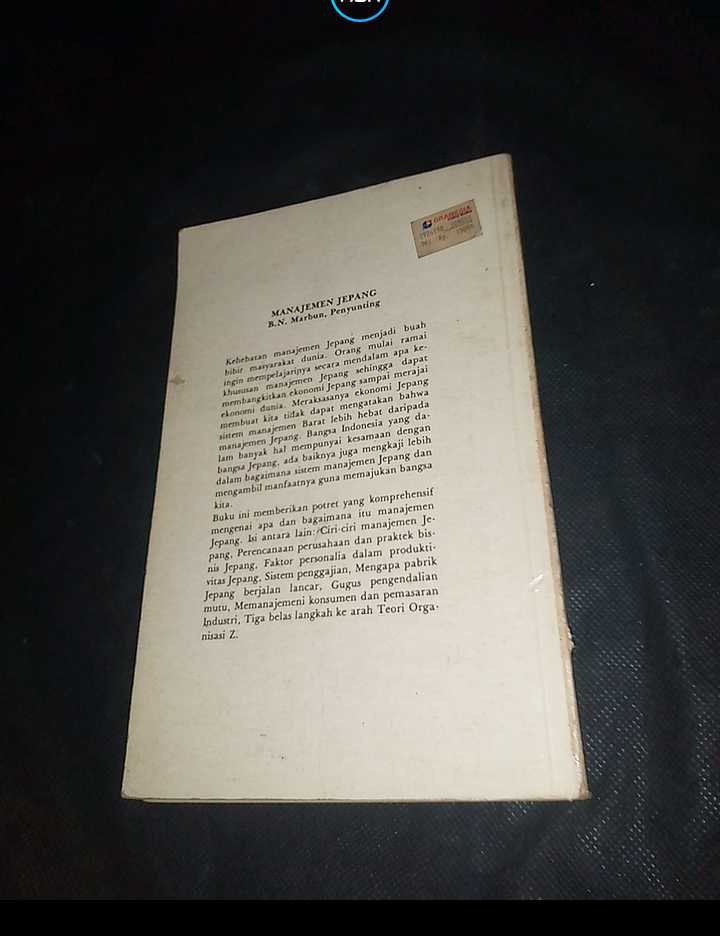 GRAMEDIA
MANAJEMEN JEPANG
B.N. Marbun, Penyunting
Kehebatan manajemen Jepang menjadi buah
bibir masyarakat dunia. Orang mulai ramai
ingin mempelajarinya secara mendalam apa ke-
khususan manajemen Jepang sehingga dapat
membangkitkan ekonomi Jepang sampai merajai
ekonomi dunia. Meraksasanya ekonomi Jepang
membuat kita tidak dapat mengatakan bahwa
sistem manajemen Barat lebih hebat daripada
manajemen Jepang. Bangsa Indonesia yang da-
lam banyak hal mempunyai kesamaan dengan
bangsa Jepang, ada baiknya juga mengkaji lebih
dalam bagaimana sistem manajemen Jepang dan
mengambil manfaatnya guna memajukan bangsa
kita.
Buku ini memberikan potret yang komprehensif
mengenai apa dan bagaimana itu manajemen
Jepang. Isi antara lain: Ciri-ciri manajemen Je-
pang, Perencanaan perusahaan dan praktek bis-
nis Jepang, Faktor personalia dalam produkti-
vitas Jepang, Sistem penggajian, Mengapa pabrik
Jepang berjalan lancar, Gugus pengendalian
mutu, Memanajemeni konsumen dan pemasaran
Industri, Tiga belas langkah ke arah Teori Orga-
nisasi Z.